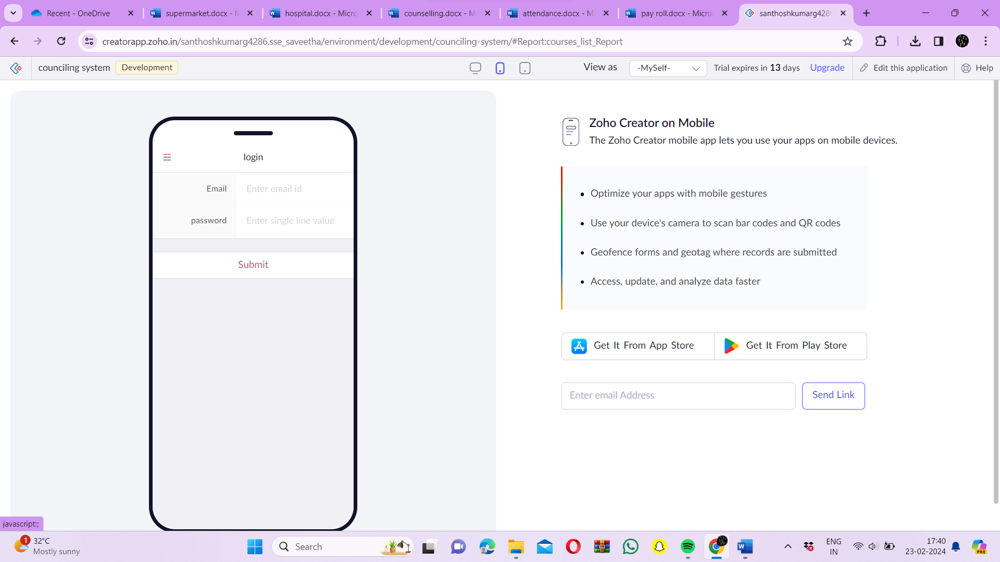 Recent - OneDrive
supermarket.docx - M
hospital.docx - Micro
counselling.docx - M
attendance.docx - Mi
pay roll.docx - Micro
santhoshkumarg4286
creatorapp.zoho.in/santhoshkumarg4286.sse_saveetha/environment/development/counciling-system/#Report:courses_list_Report
counciling system
Development
View as
-MySelf-
Trial expires in 13 days
Upgrade
Edit this application
Help
login
Email
Enter email id
password
Enter single line value
Submit
Zoho Creator on Mobile
The Zoho Creator mobile app lets you use your apps on mobile devices.
Optimize your apps with mobile gestures
Use your device's camera to scan bar codes and QR codes
Geofence forms and geotag where records are submitted
Access, update, and analyze data faster
Get It From App Store
Get It From Play Store
Enter email Address
Send Link
javascript:;
1
32°C
Mostly sunny
Search
ENG
IN
17:40
23-02-2024
PRE